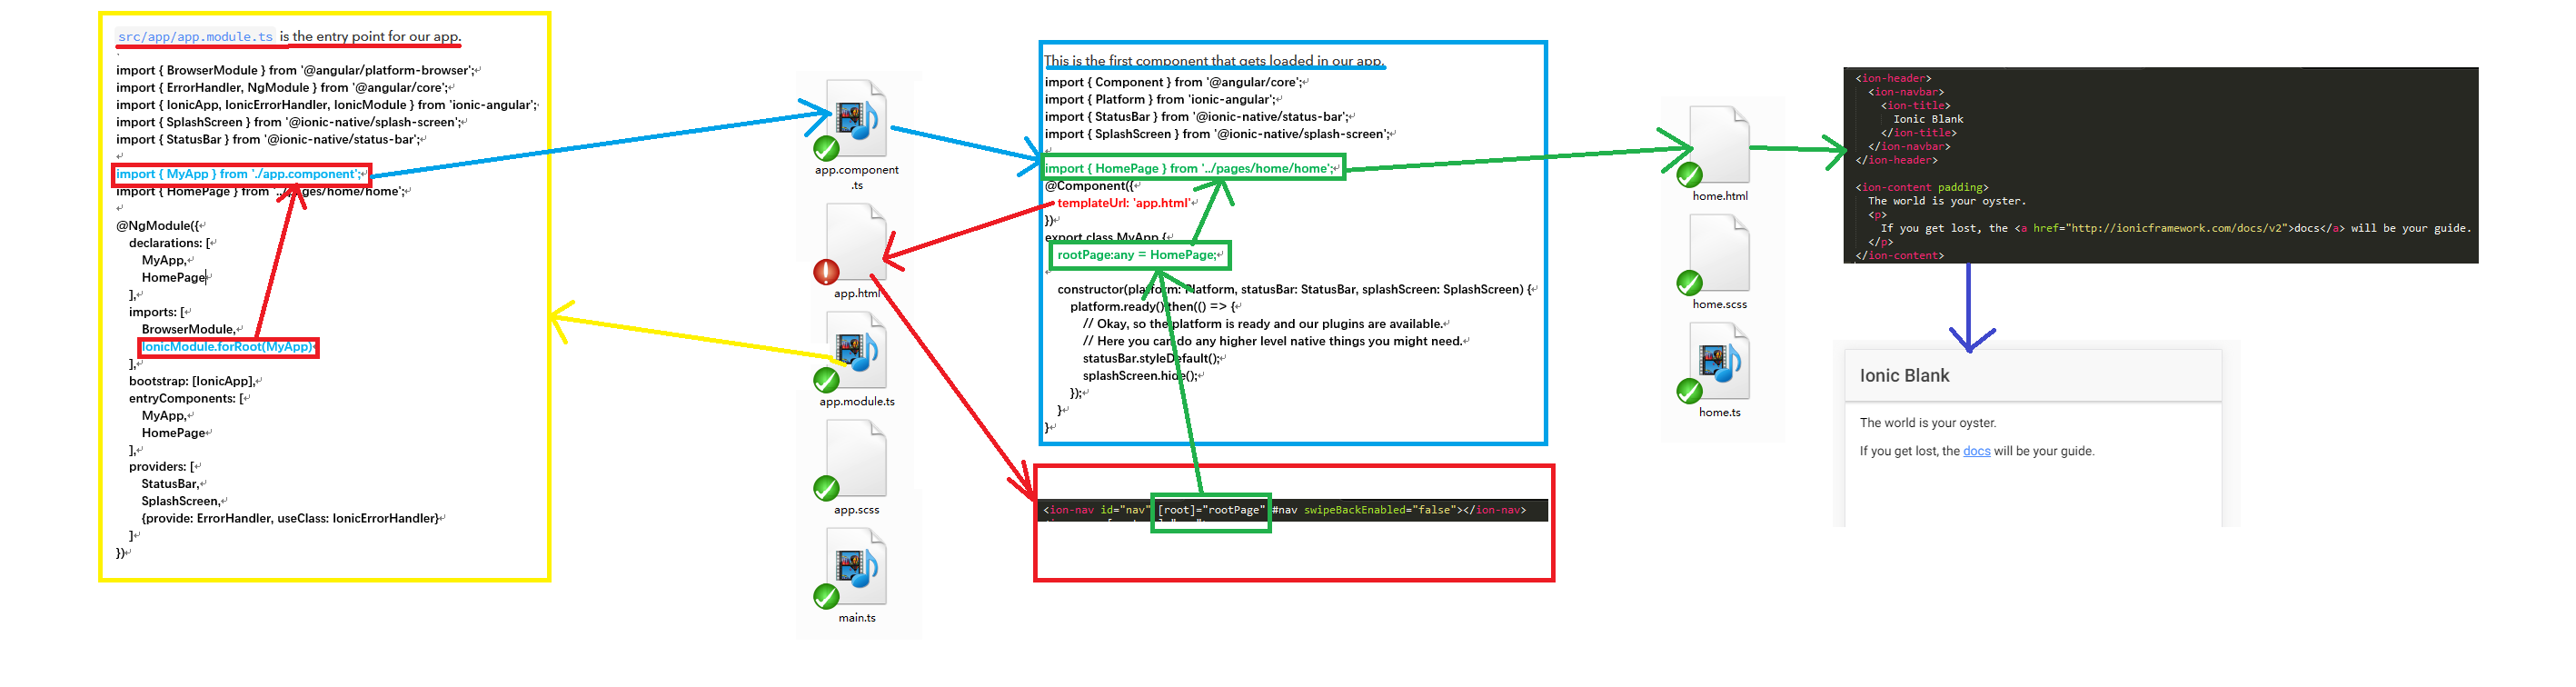 src/app/app.module.ts is the entry point for our app.
import { BrowserModule } from '@angular/platform-browser';
import { ErrorHandler, NgModule } from '@angular/core';
import { IonicApp, IonicErrorHandler, IonicModule } from 'ionic-angular';
import { SplashScreen } from '@ionic-native/splash-screen';
import { StatusBar } from '@ionic-native/status-bar';
import { MyApp } from './app.component';
import { HomePage } from '../pages/home/home';
@NgModule({
declarations: [
MyApp,
HomePage
],
imports: [
BrowserModule,
IonicModule.forRoot(MyApp)
],
bootstrap: [IonicApp],
entryComponents: [
MyApp,
HomePage
],
providers: [
StatusBar,
SplashScreen,
{provide: ErrorHandler, useClass: IonicErrorHandler}
]
})
app.component
.ts
app.html
app.module.ts
app.scss
main.ts
This is the first component that gets loaded in our app.
import { Component } from '@angular/core';
import { Platform } from 'ionic-angular';
import { StatusBar } from '@ionic-native/status-bar';
import { SplashScreen } from '@ionic-native/splash-screen';
import { HomePage } from '../pages/home/home';
@Component({
templateUrl: 'app.html'
})
export class MyApp {
rootPage:any = HomePage;
constructor(platform: Platform, statusBar: StatusBar, splashScreen: SplashScreen) {
platform.ready().then(() => {
// Okay, so the platform is ready and our plugins are available.
// Here you can do any higher level native things you might need.
statusBar.styleDefault();
splashScreen.hide();
});
}
}
<ion-nav id="nav" [root]="rootPage" #nav swipeBackEnabled="false"></ion-nav>
home.html
home.scss
home.ts
<ion-header>
<ion-navbar>
<ion-title>
Ionic Blank
</ion-title>
</ion-navbar>
</ion-header>
<ion-content padding>
The world is your oyster.
<p>
If you get lost, the <a href="http://ionicframework.com/docs/v2">docs</a> will be your guide.
</p>
</ion-content>
Ionic Blank
The world is your oyster.
If you get lost, the docs will be your guide.